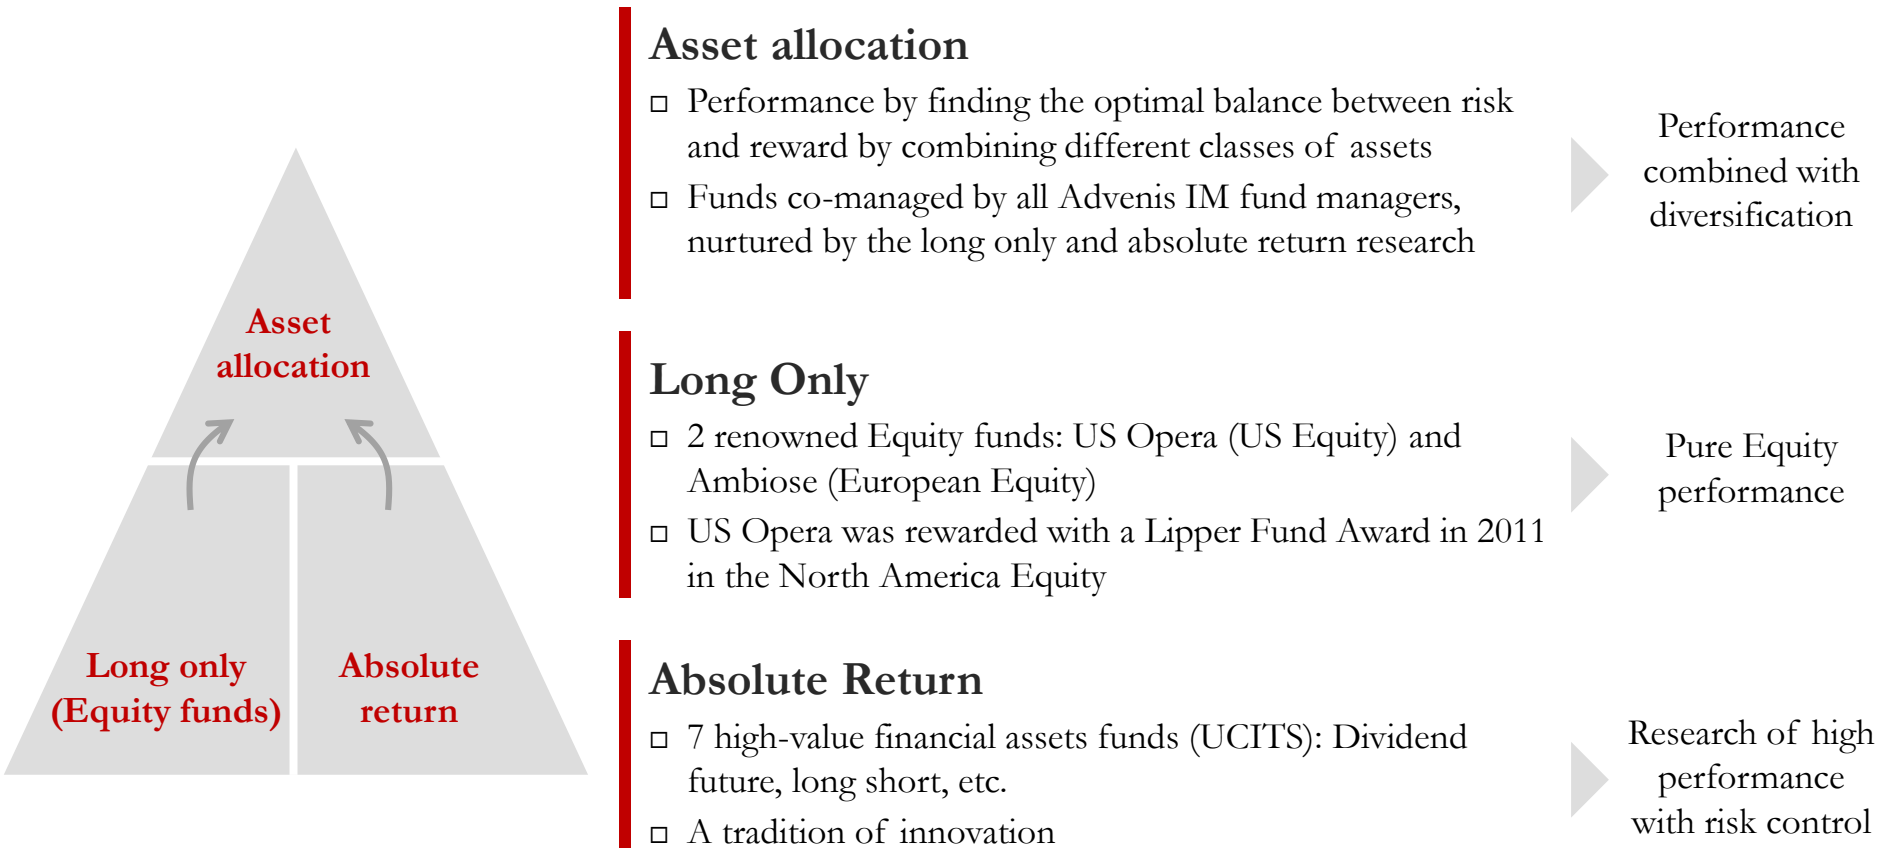 Asset
allocation
Long only
(Equity funds)
Absolute
return
Asset allocation
□ Performance by finding the optimal balance between risk
and reward by combining different classes of assets
□ Funds co-managed by all Advenis IM fund managers,
nurtured by the long only and absolute return research
Performance
combined with
diversification
Long Only
□ 2 renowned Equity funds: US Opera (US Equity) and
Ambiose (European Equity)
□ US Opera was rewarded with a Lipper Fund Award in 2011
in the North America Equity
Pure Equity
performance
Absolute Return
□ 7 high-value financial assets funds (UCITS): Dividend
future, long short, etc.
□ A tradition of innovation
Research of high
performance
with risk control